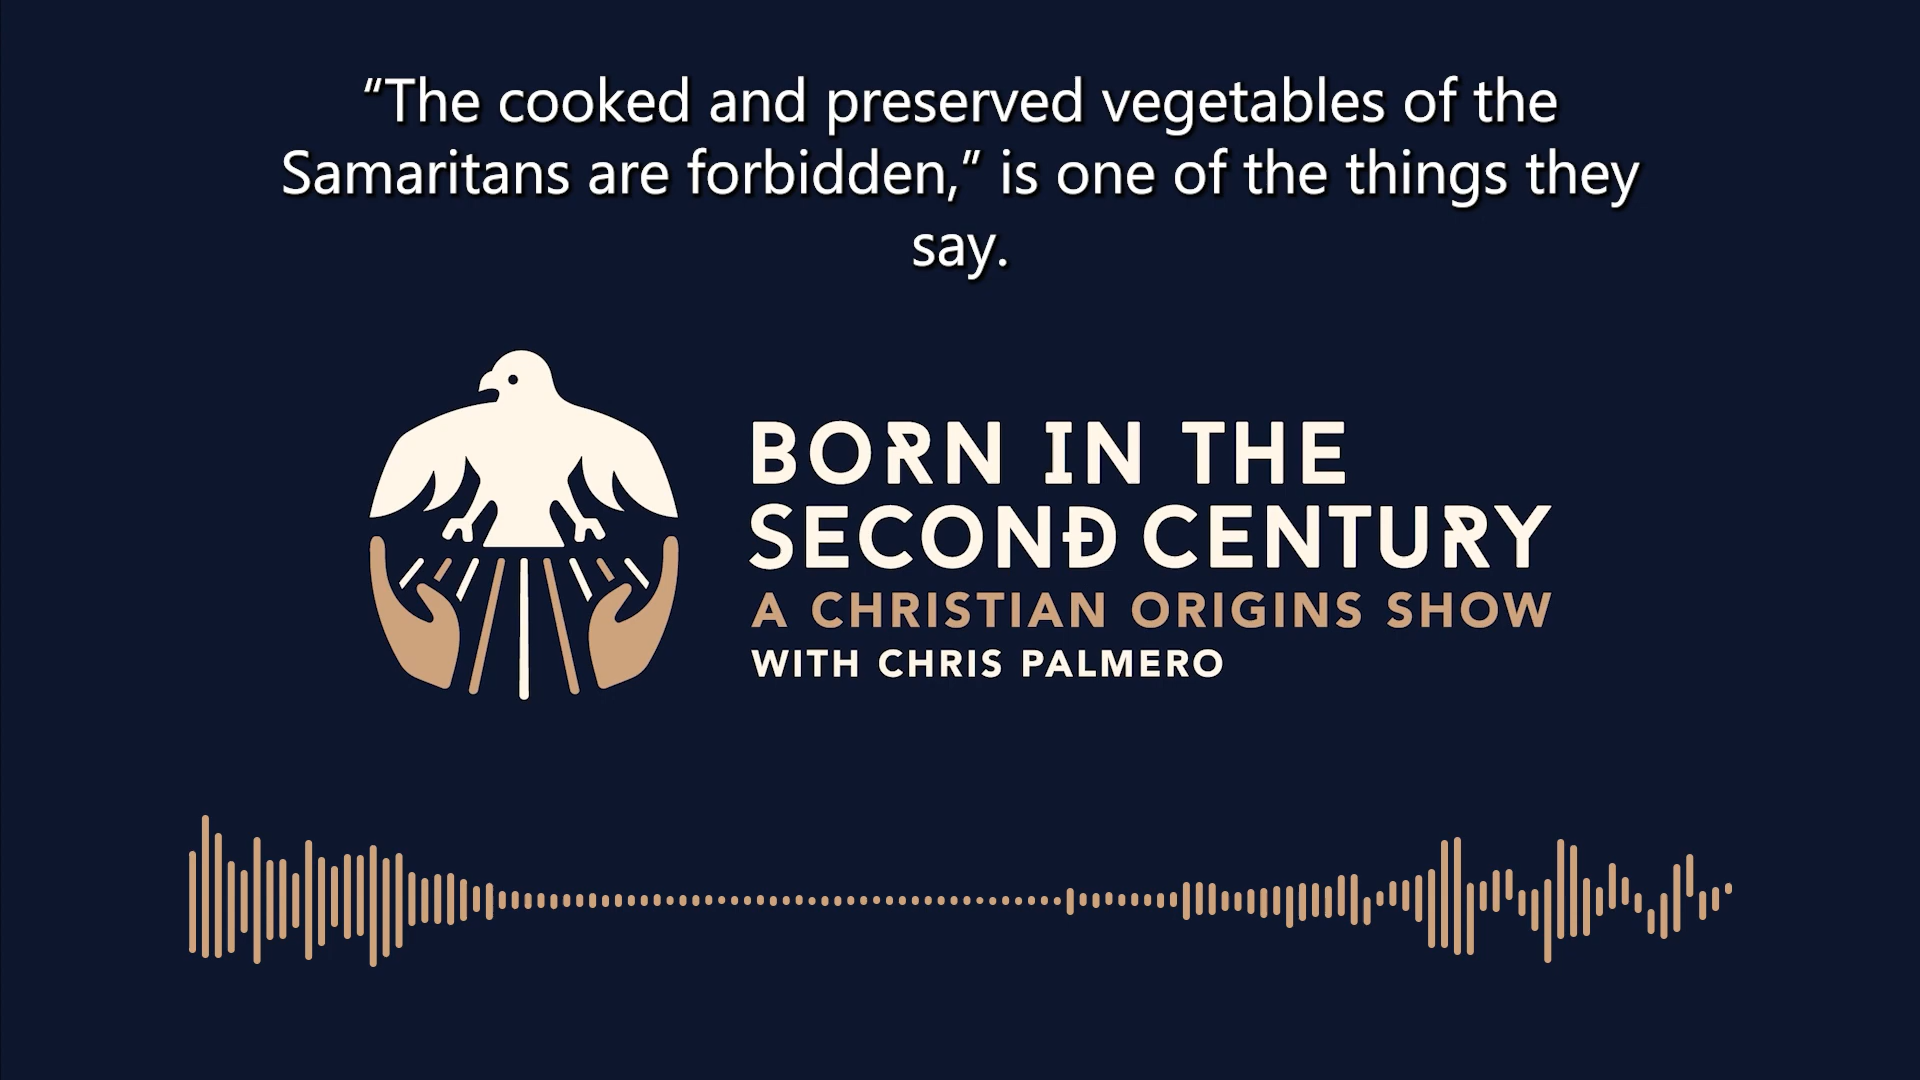 “The cooked and preserved vegetables of the
Samaritans are forbidden,” is one of the things they
say.
BORN IN THE
SECOND CENTURY
A CHRISTIAN ORIGINS SHOW
WITH CHRIS PALMERO